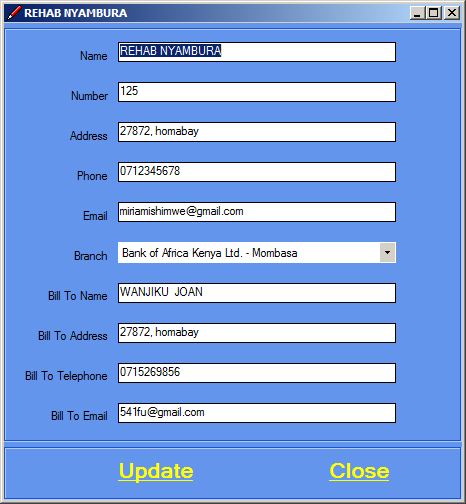 REHAB NYAMBURA
Name REHAB NYAMBURA
Number 125
Address 27872, homabay
Phone 0712345678
Email miriamishimwe@gmail.com
Branch Bank of Africa Kenya Ltd. - Mombasa
Bill To Name WANJIKU  JOAN
Bill To Address 27872, homabay
Bill To Telephone 0715269856
Bill To Email 541fu@gmail.com
Update Close